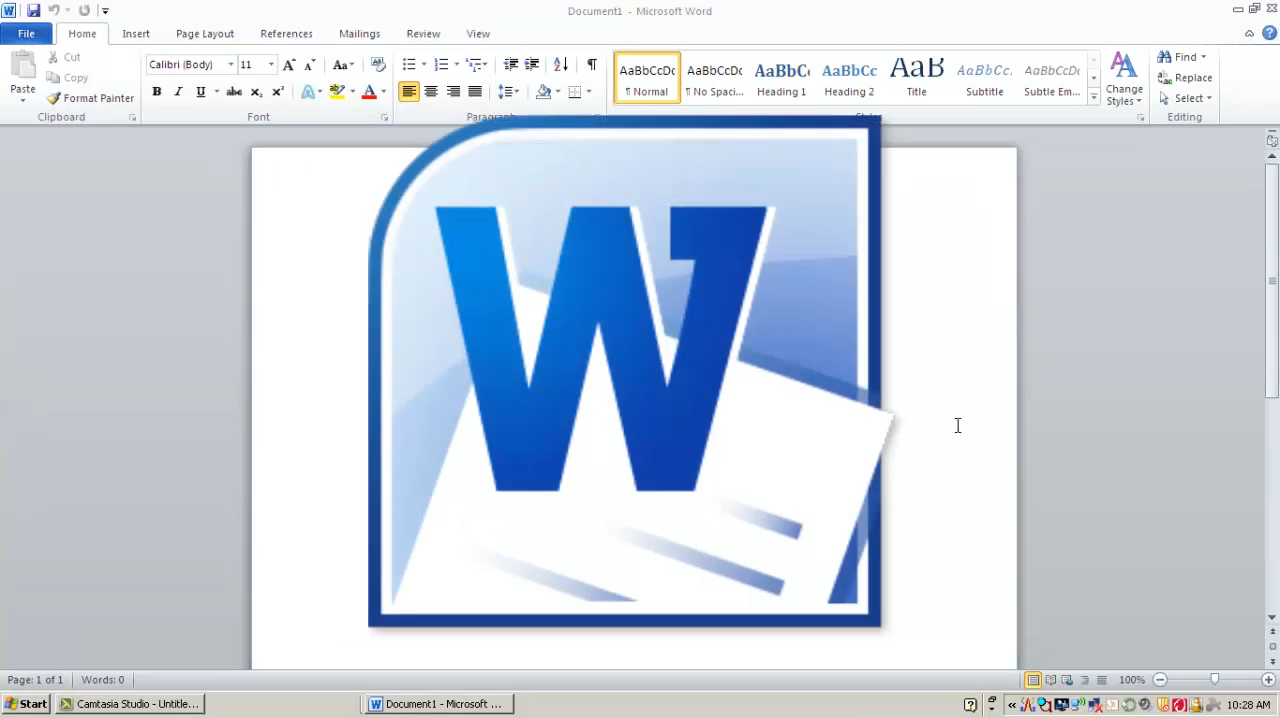 Document1 - Microsoft Word
File Home Insert Page Layout References Mailings Review View
Paste
Cut
Copy
Format Painter
Clipboard
Calibri (Body) 11
Font
Paragraph
AaBbCcDc AaBbCcDc AaBbC AaBbCc AaB AaBbCc. AaBbCcDc
¶ Normal ¶ No Spaci... Heading 1 Heading 2 Title Subtitle Subtle Em...
Change
Styles
Styles
Find
Replace
Select
Editing
W
Page: 1 of 1 Words: 0 100%
Start Camtasia Studio - Untitle... Document1 - Microsoft ... 10:28 AM